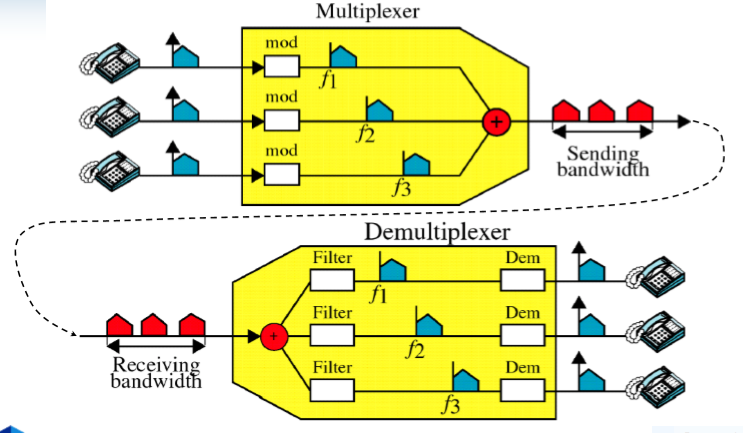 Multiplexer
mod
f1
mod
f2
mod
f3
+
Sending
bandwidth
Demultiplexer
Filter
Dem
f1
Filter
Dem
f2
Filter
Dem
f3
+
Receiving
bandwidth